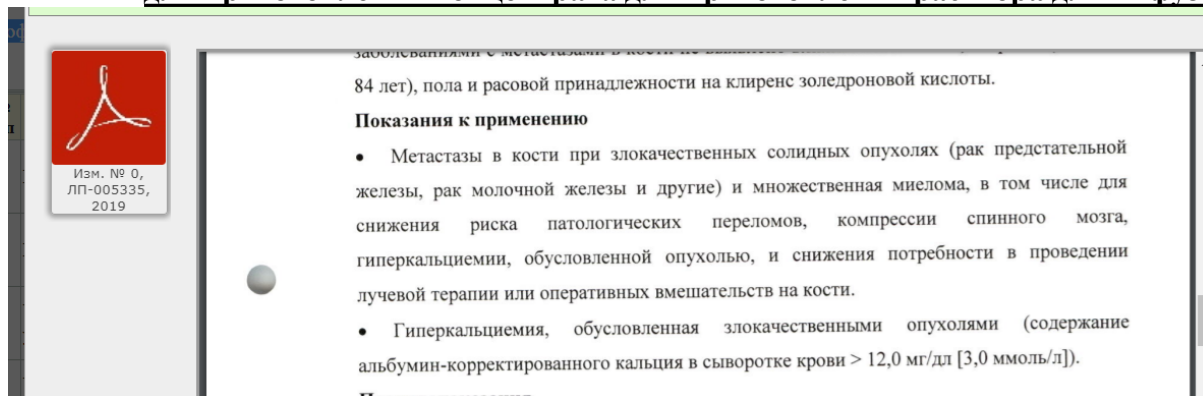 Изм. № 0,
ЛП-005335,
2019
84 лет), пола и расовой принадлежности на клиренс золедроновой кислоты.
Показания к применению
• Метастазы в кости при злокачественных солидных опухолях (рак предстательной
железы, рак молочной железы и другие) и множественная миелома, в том числе для
снижения риска патологических переломов, компрессии спинного мозга,
гиперкальциемии, обусловленной опухолью, и снижения потребности в проведении
лучевой терапии или оперативных вмешательств на кости.
• Гиперкальциемия, обусловленная злокачественными опухолями (содержание
альбумин-корректированного кальция в сыворотке крови > 12,0 мг/дл [3,0 ммоль/л]).